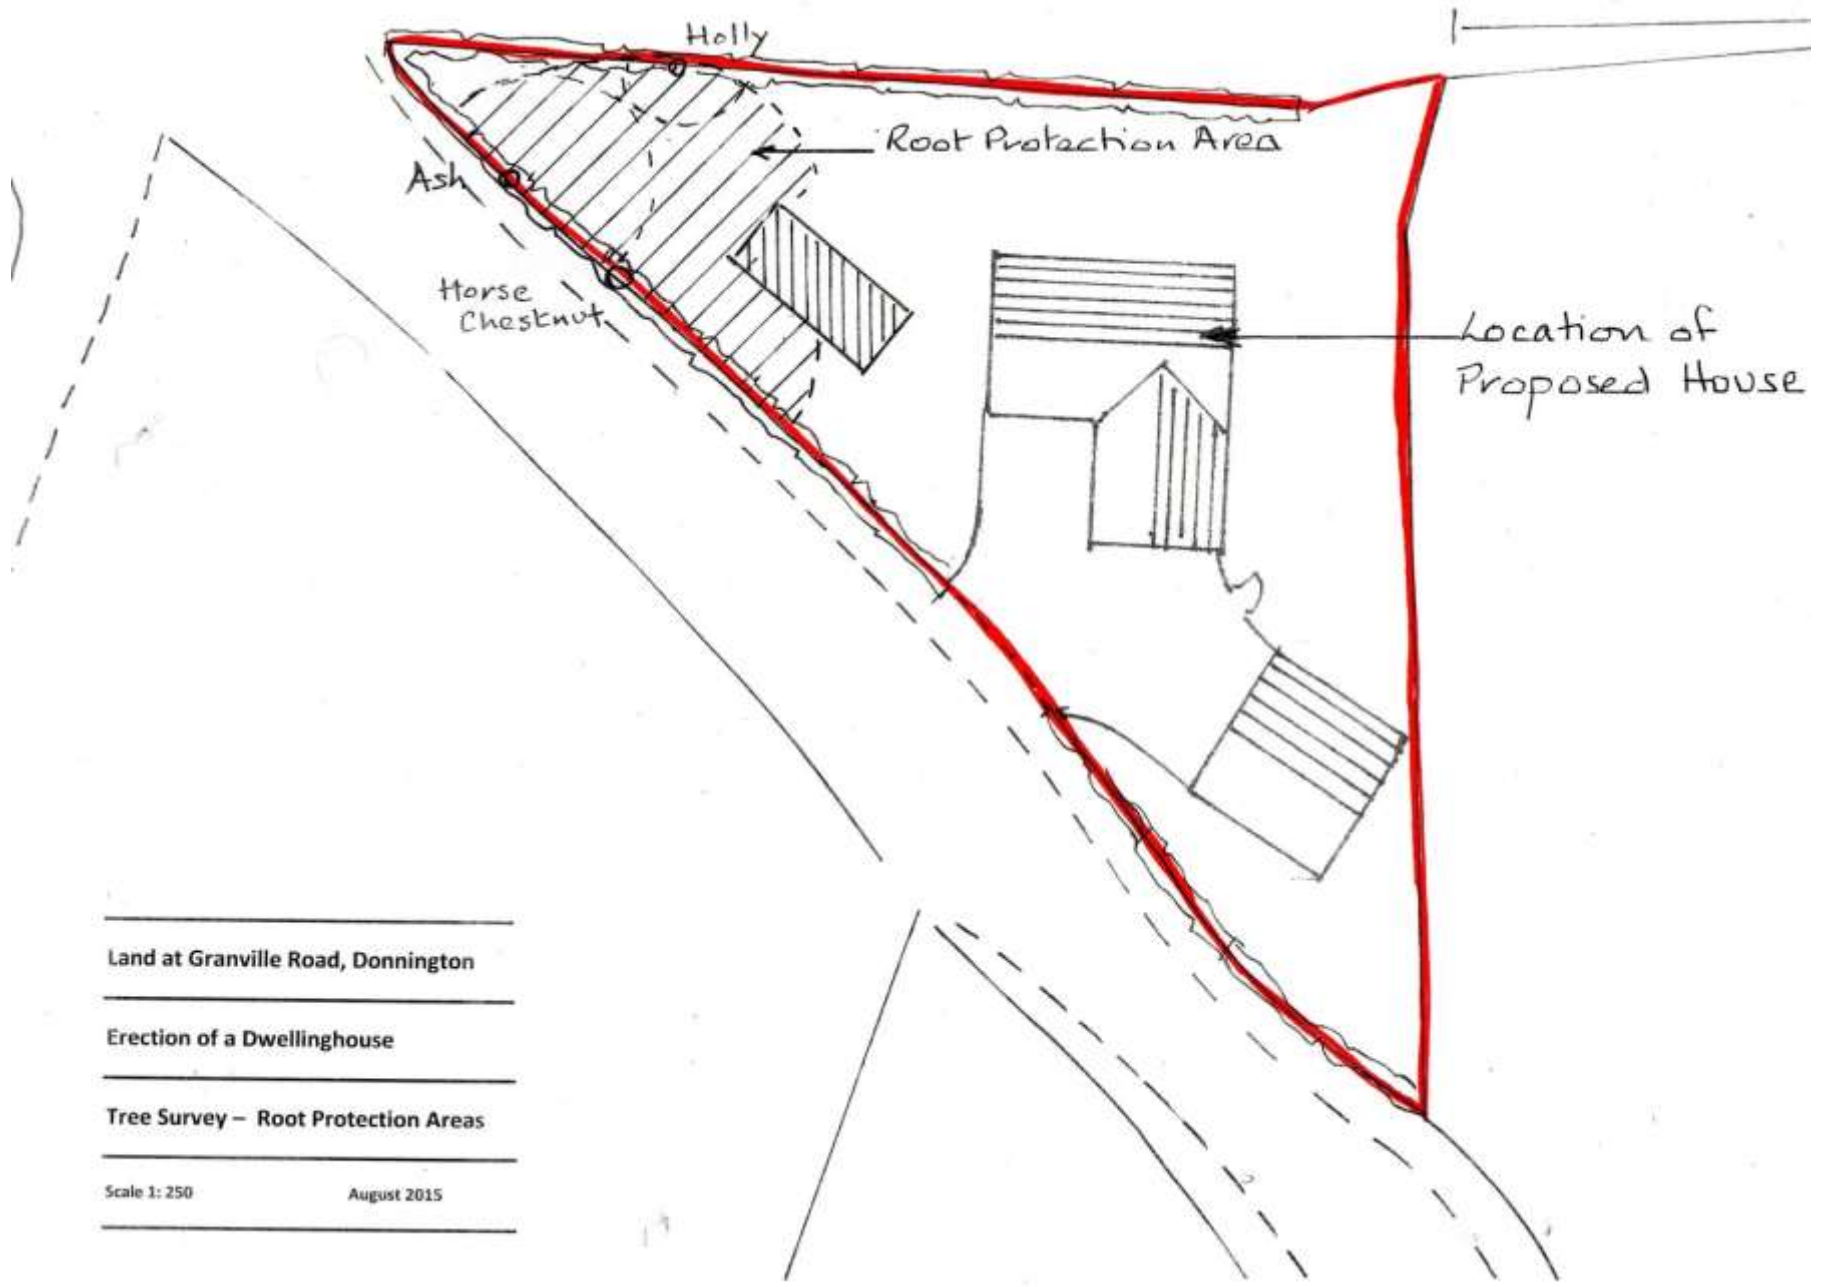 Holly
Root Protection Area
Ash
Horse
Chestnut
Location of
Proposed House
Land at Granville Road, Donnington
Erection of a Dwellinghouse
Tree Survey – Root Protection Areas
Scale 1: 250 August 2015